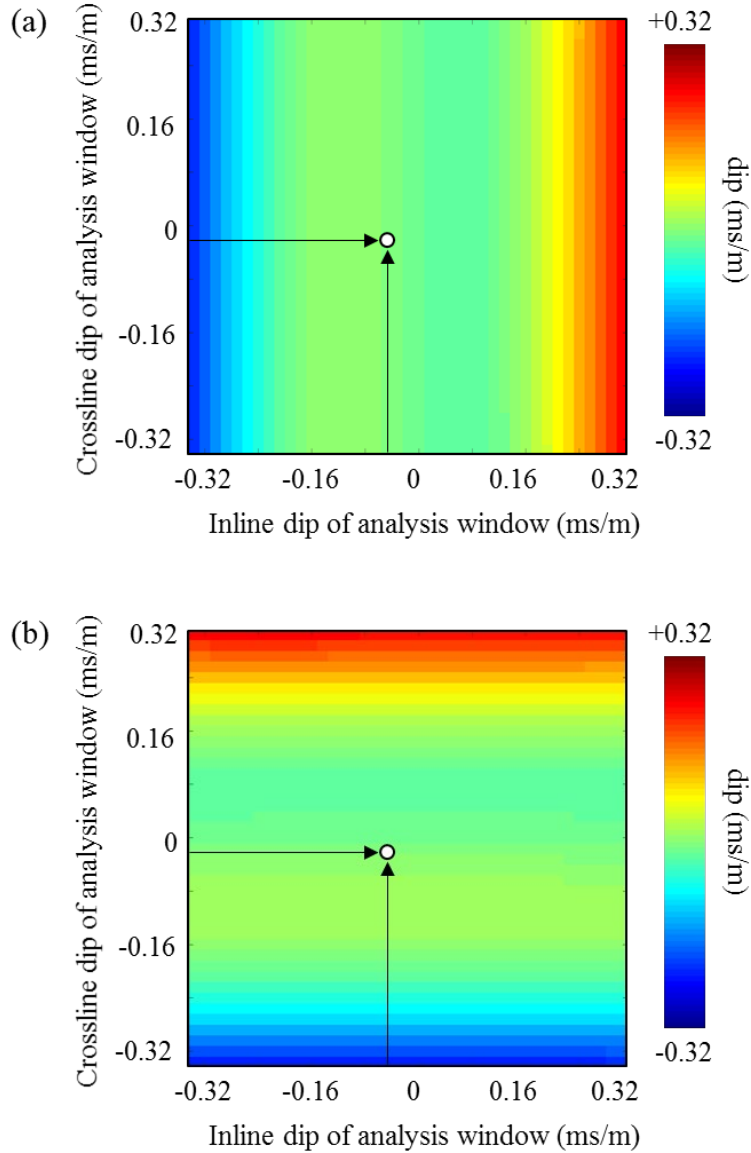 (a)
Crossline dip of analysis window (ms/m)
0.32
0.16
0
-0.16
-0.32
-0.32 -0.16 0 0.16 0.32
Inline dip of analysis window (ms/m)
+0.32
dip (ms/m)
-0.32
(b)
Crossline dip of analysis window (ms/m)
0.32
0.16
0
-0.16
-0.32
-0.32 -0.16 0 0.16 0.32
Inline dip of analysis window (ms/m)
+0.32
dip (ms/m)
-0.32